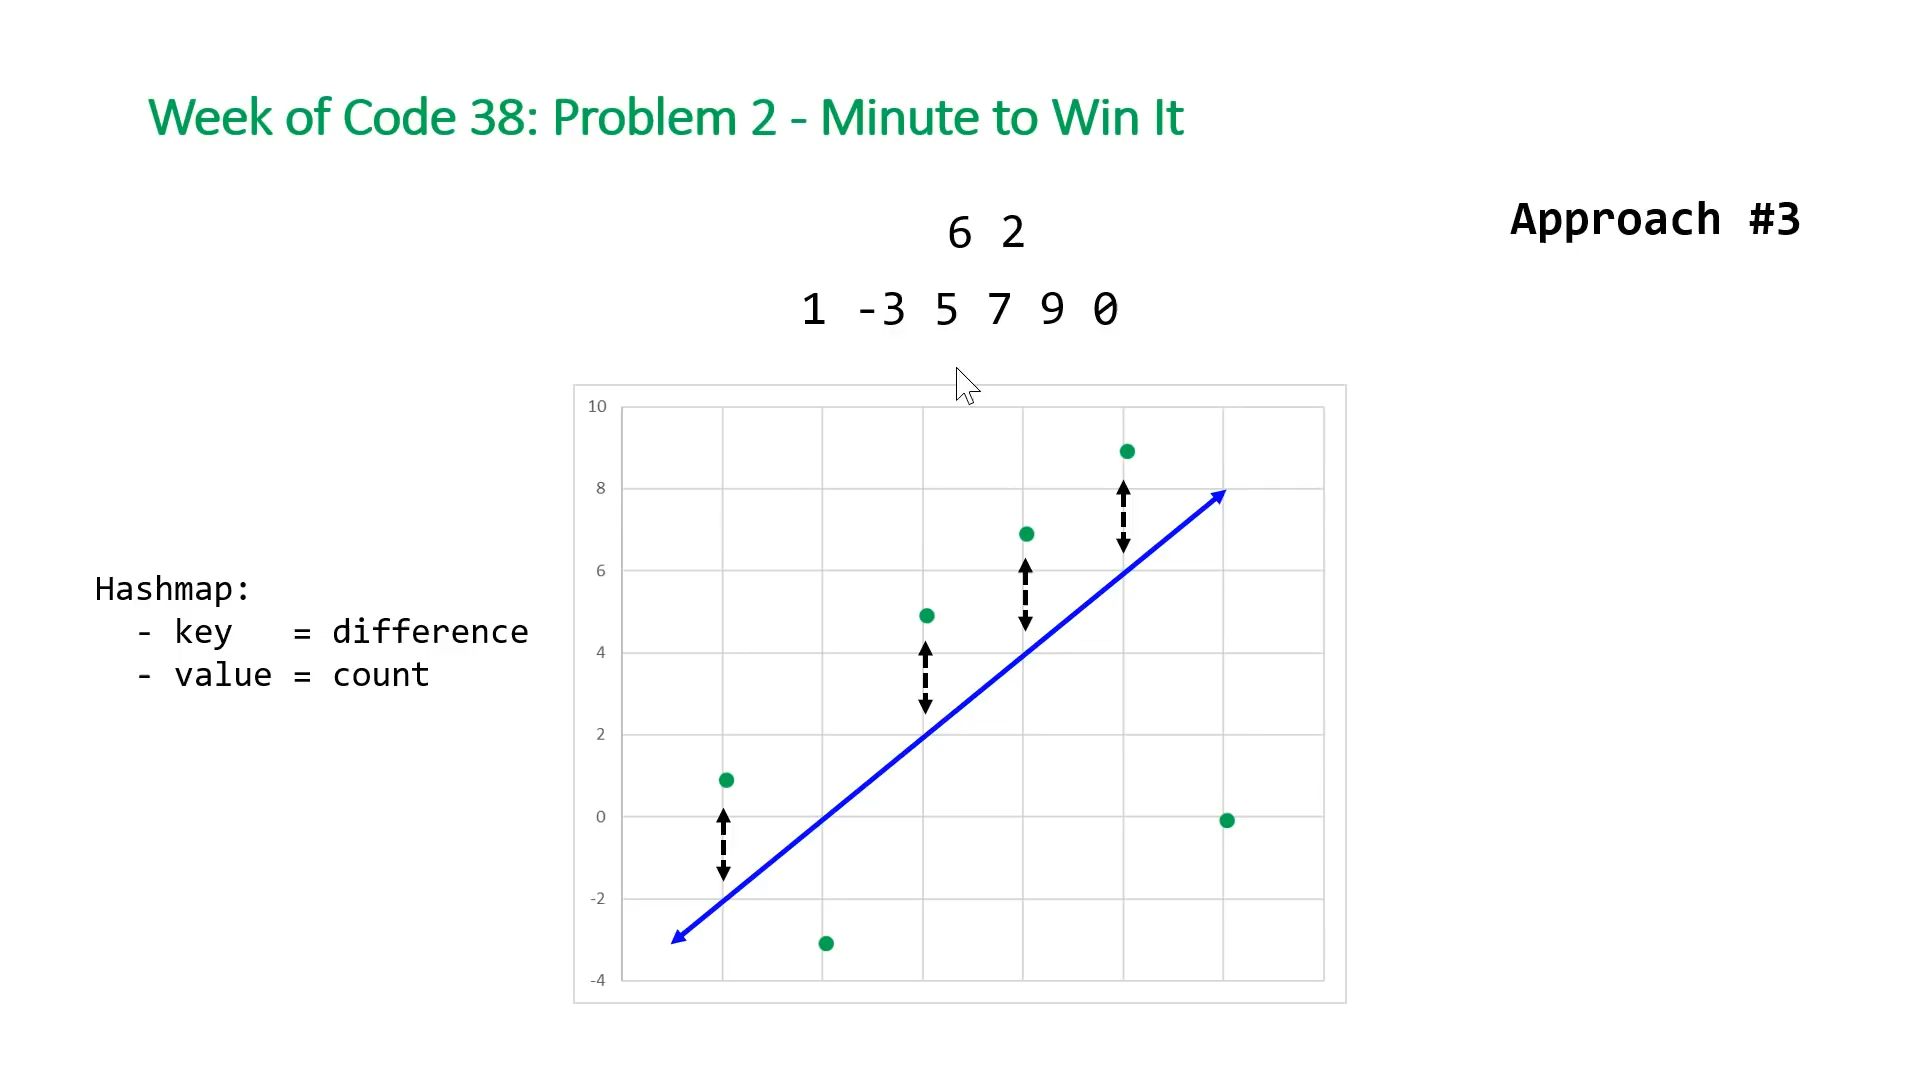 Week of Code 38: Problem 2 - Minute to Win It
Approach #3
6 2
1 -3 5 7 9 0
Hashmap:
- key = difference
- value = count
10
8
6
4
2
0
-2
-4